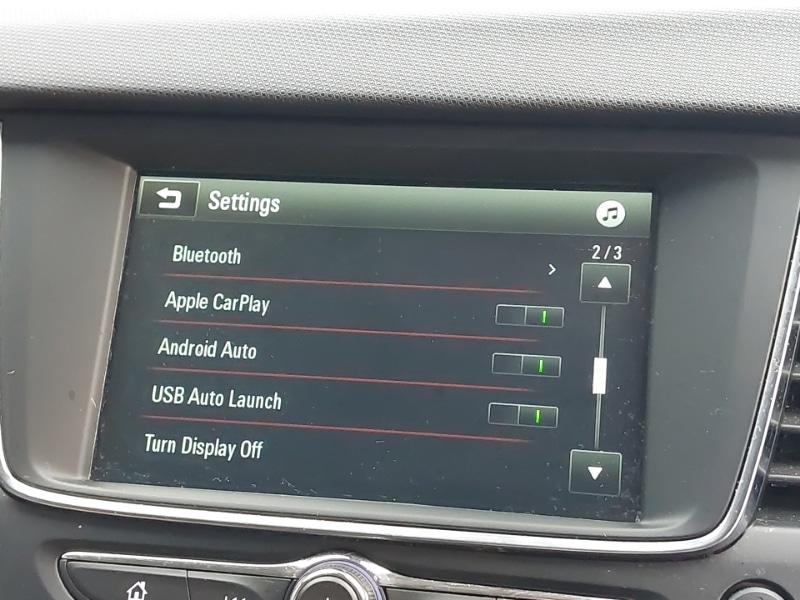 Settings
2/3
Bluetooth
Apple CarPlay
Android Auto
USB Auto Launch
Turn Display Off